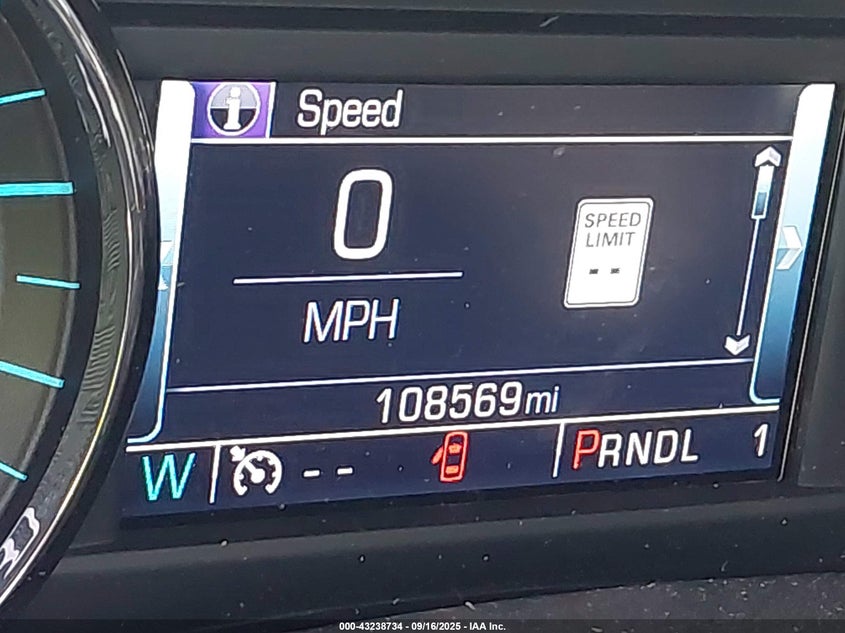 Speed
0
MPH
SPEED
LIMIT
--
108569mi
W -- PRNDL 1
000-43238734 - 09/16/2025 - IAA Inc.